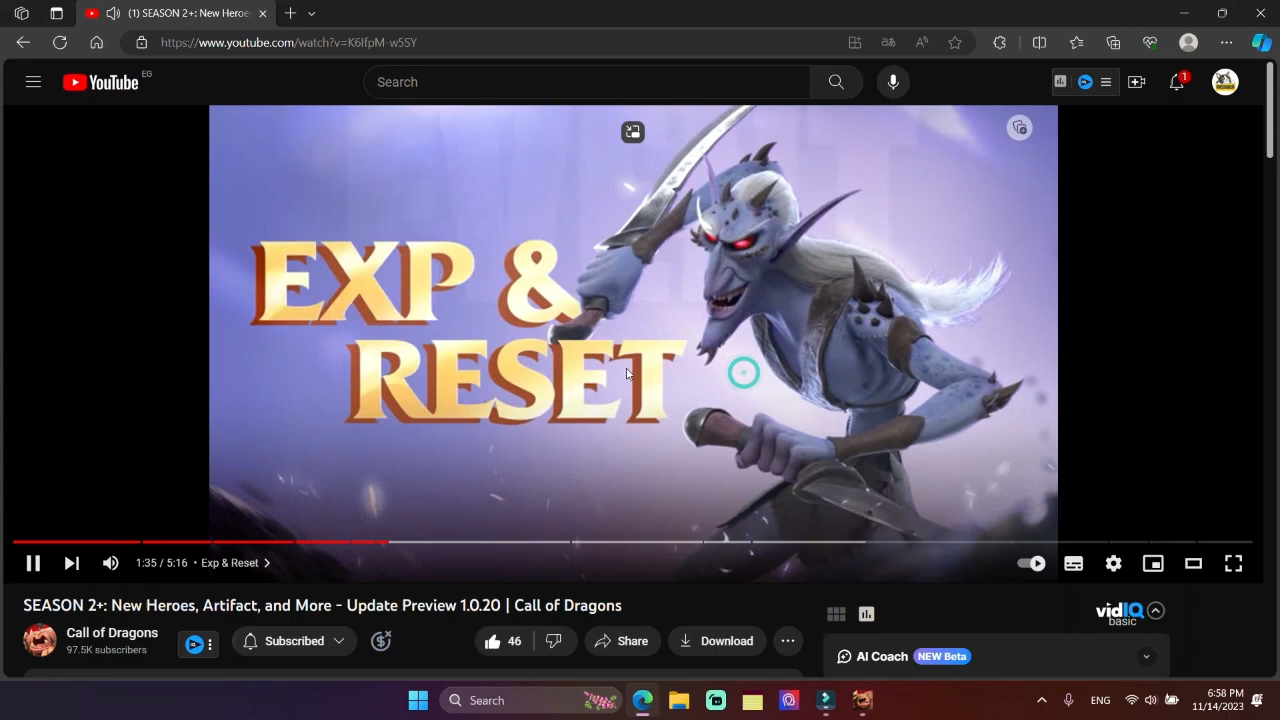 (1) SEASON 2+: New Heroes
https://www.youtube.com/watch?v=K6IfpM-w5SY
YouTube EG
Search
1
EXP &
RESET
1:35 / 5:16 • Exp & Reset
SEASON 2+: New Heroes, Artifact, and More - Update Preview 1.0.20 | Call of Dragons
Call of Dragons
97.5K subscribers
Subscribed
46
Share
Download
vidIQ
basic
AI Coach NEW Beta
Search
ENG
6:58 PM
11/14/2023